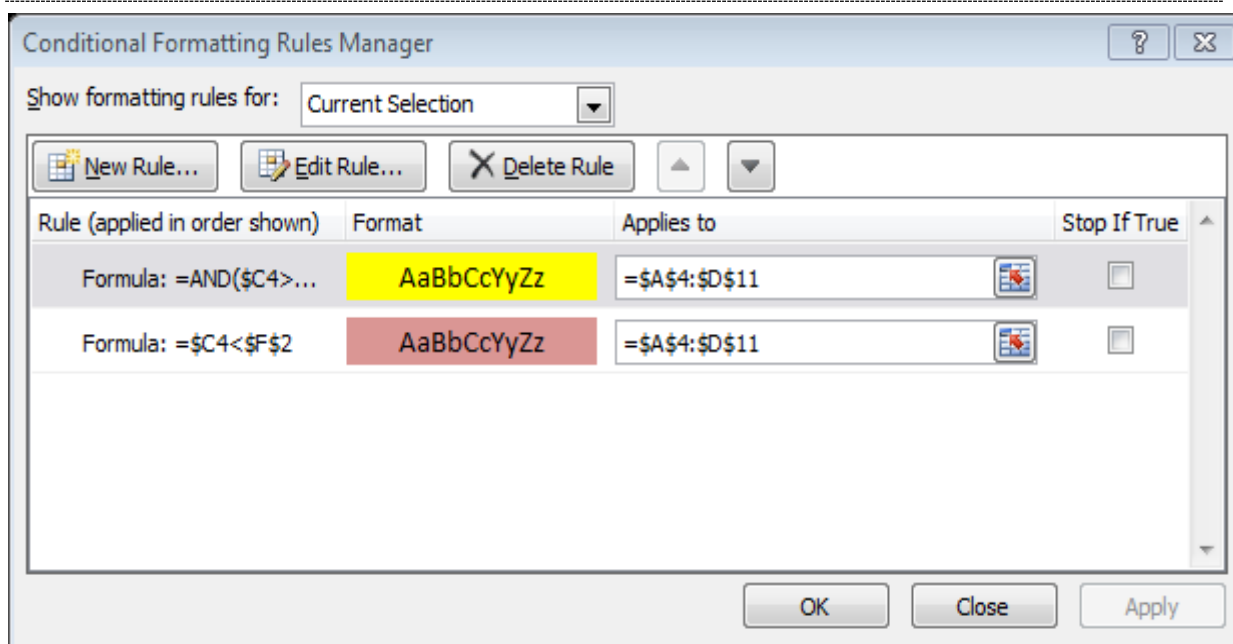 Conditional Formatting Rules Manager ?
Show formatting rules for: Current Selection
New Rule... Edit Rule... Delete Rule
Rule (applied in order shown) Format Applies to Stop If True
Formula: =AND($C4>... AaBbCcYyZz =$A$4:$D$11
Formula: =$C4<$F$2 AaBbCcYyZz =$A$4:$D$11
OK Close Apply